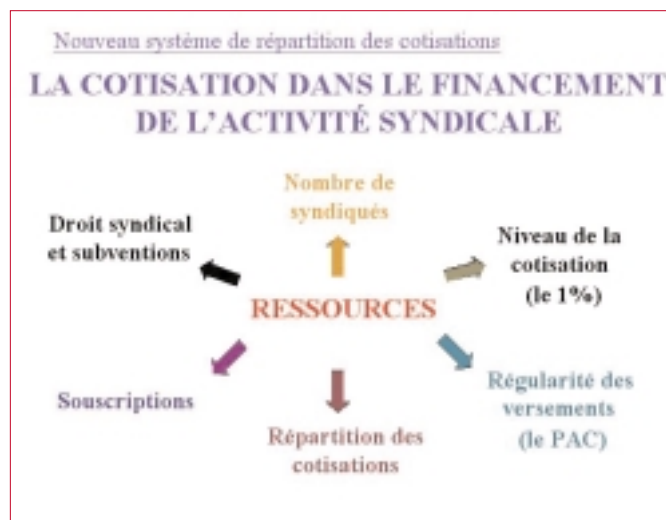 Nouveau système de répartition des cotisations
LA COTISATION DANS LE FINANCEMENT
DE L'ACTIVITÉ SYNDICALE
Nombre de
syndiqués
Droit syndical
et subventions
Niveau de la
cotisation
(le 1%)
RESSOURCES
Souscriptions
Répartition des
cotisations
Régularité des
versements
(le PAC)